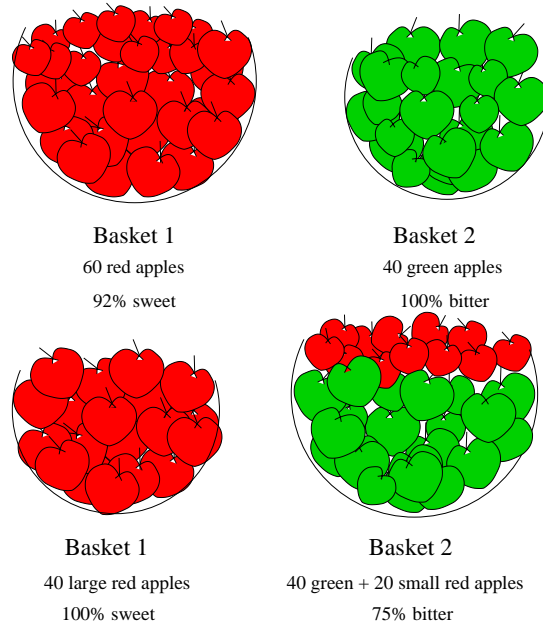 Basket 1
60 red apples
92% sweet
Basket 2
40 green apples
100% bitter
Basket 1
40 large red apples
100% sweet
Basket 2
40 green + 20 small red apples
75% bitter